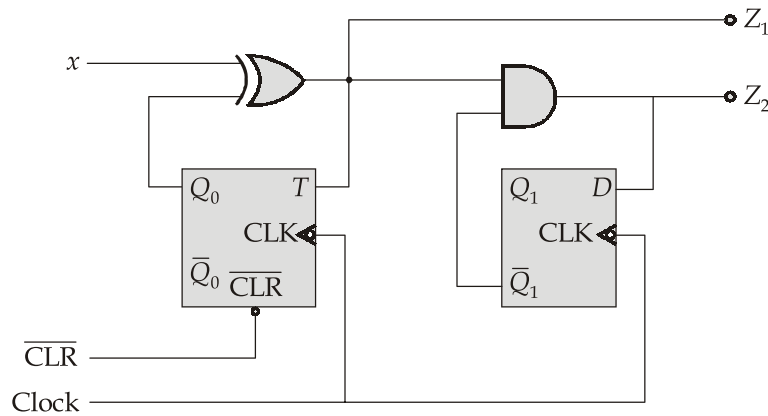 Z₁
x
Z₂
Q₀ T
Q₁ D
CLK
CLK
Q̅₀ C̅L̅R̅
Q̅₁
C̅L̅R̅
Clock